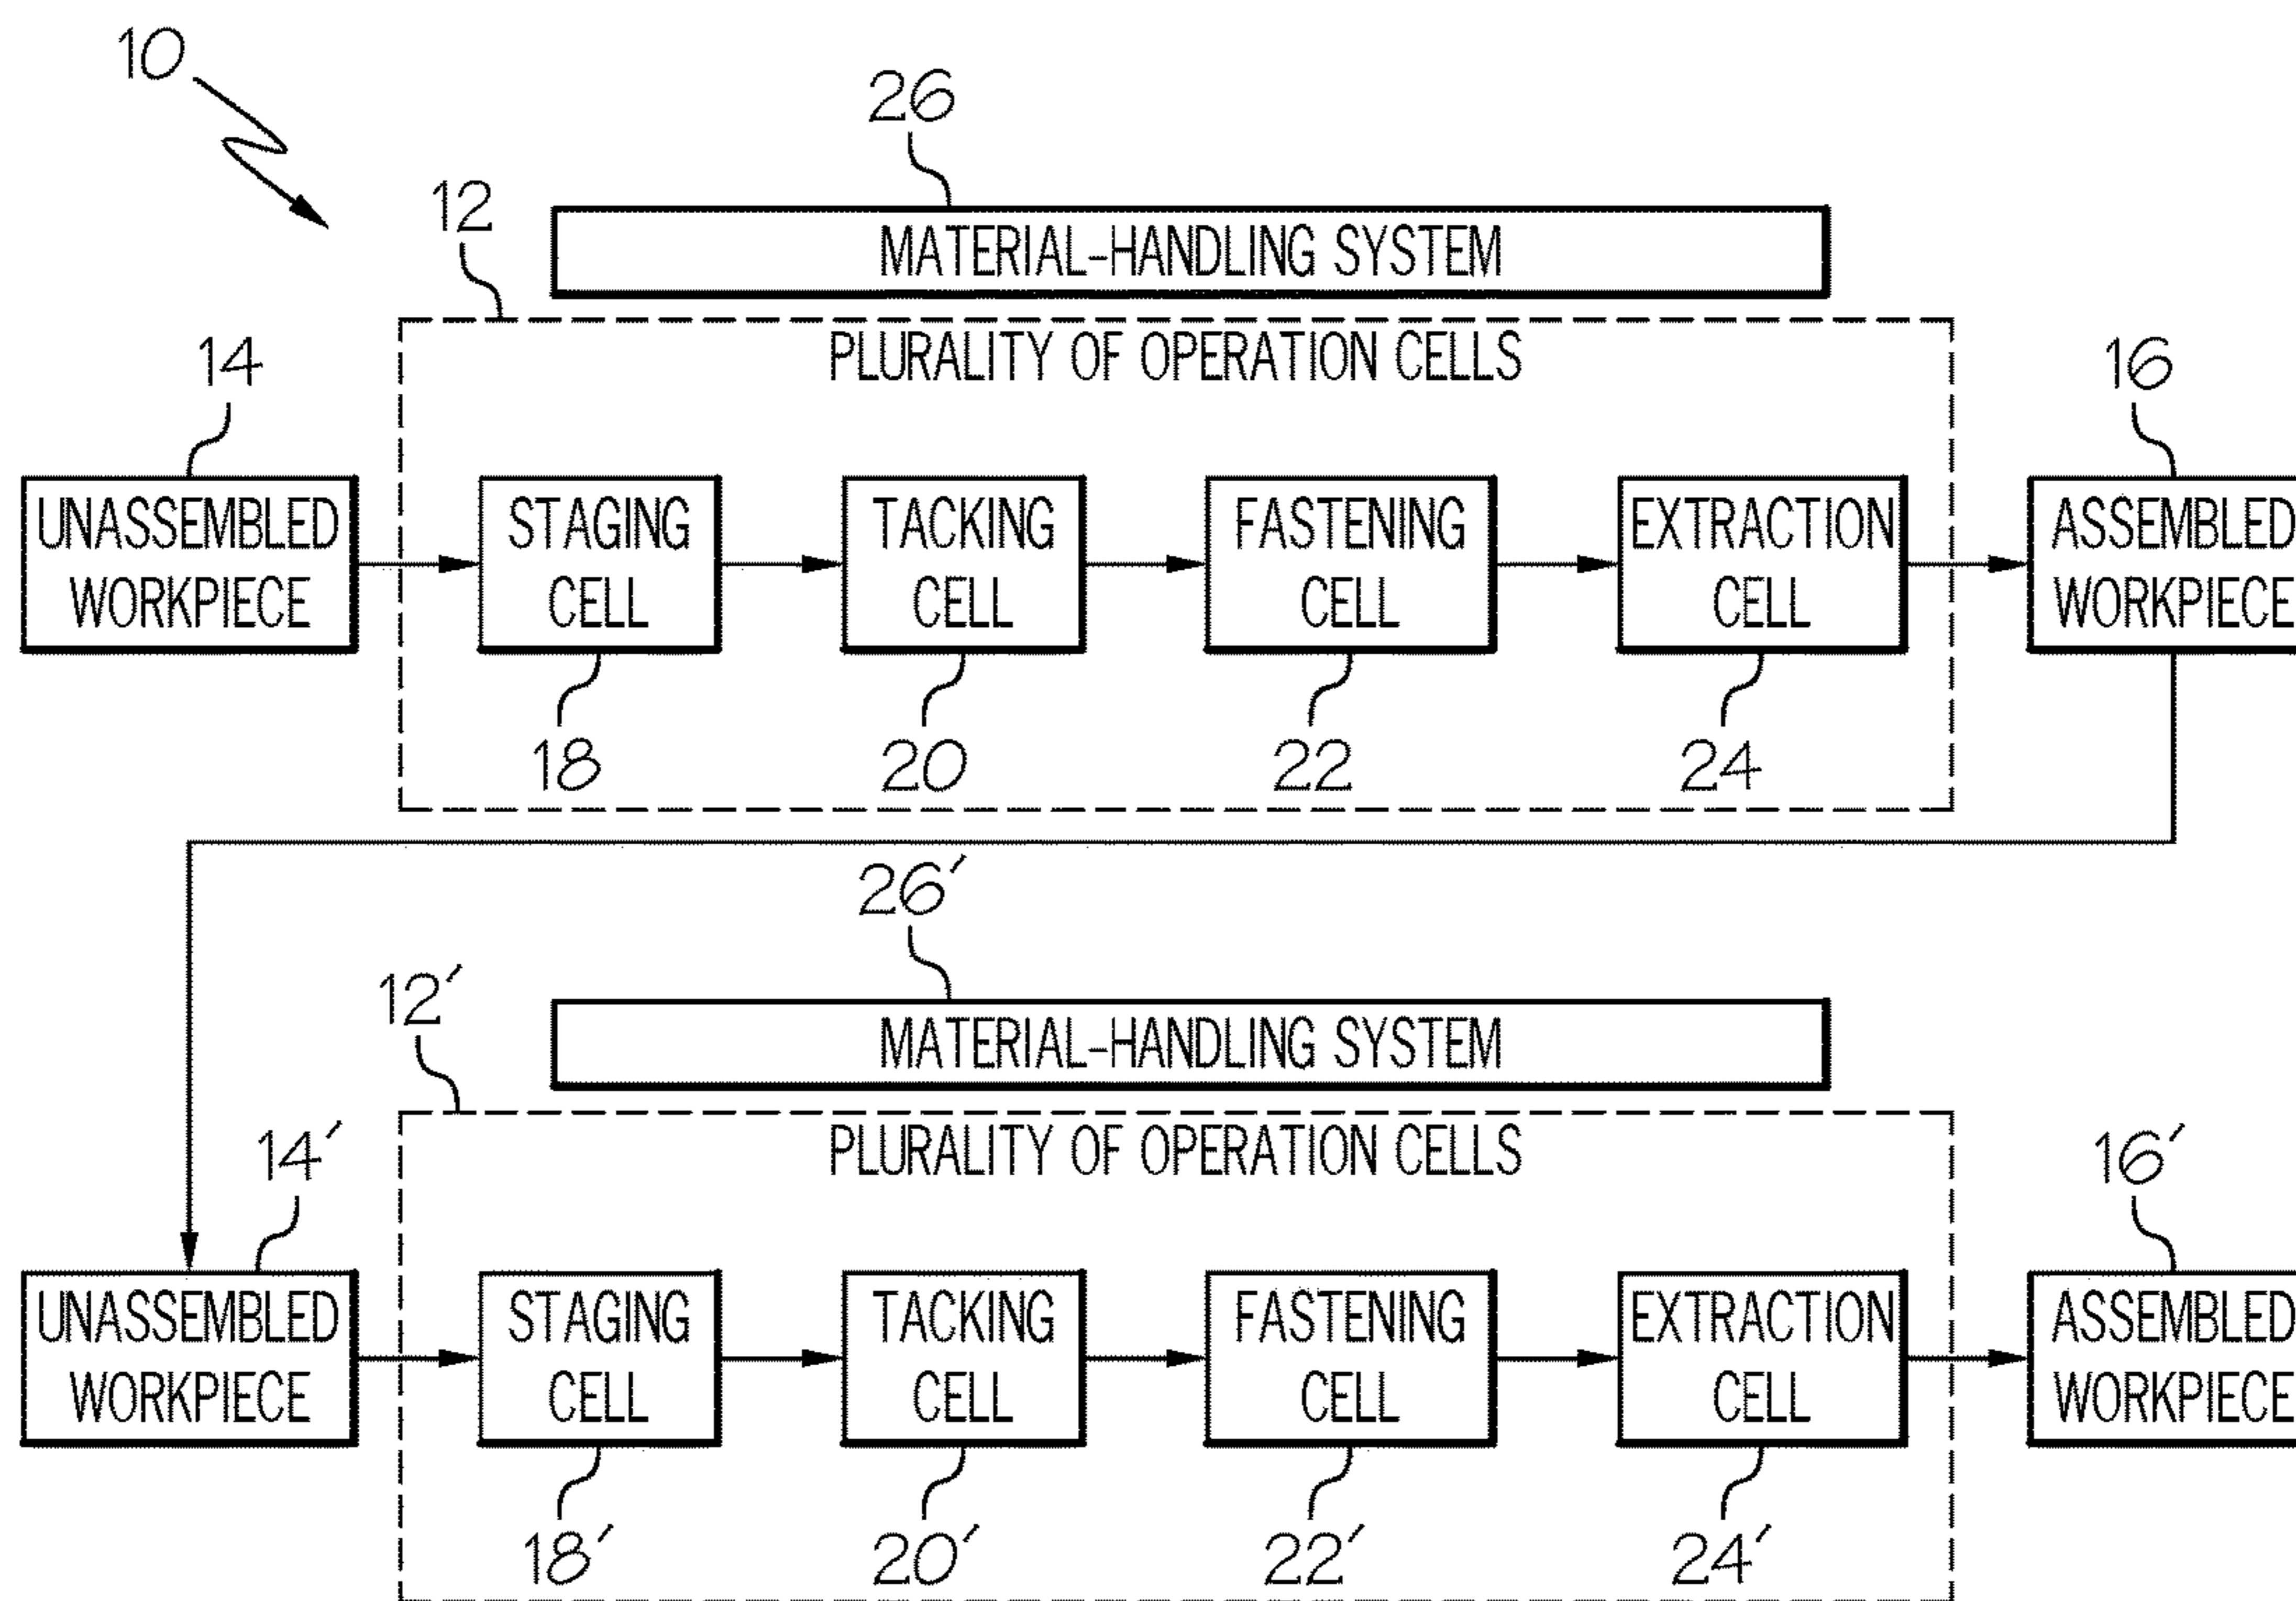 10
26
12
MATERIAL-HANDLING SYSTEM
PLURALITY OF OPERATION CELLS
14
16
UNASSEMBLED
WORKPIECE
STAGING
CELL
TACKING
CELL
FASTENING
CELL
EXTRACTION
CELL
ASSEMBLED
WORKPIECE
18
20
22
24
26'
12'
MATERIAL-HANDLING SYSTEM
PLURALITY OF OPERATION CELLS
14'
16'
UNASSEMBLED
WORKPIECE
STAGING
CELL
TACKING
CELL
FASTENING
CELL
EXTRACTION
CELL
ASSEMBLED
WORKPIECE
18'
20'
22'
24'